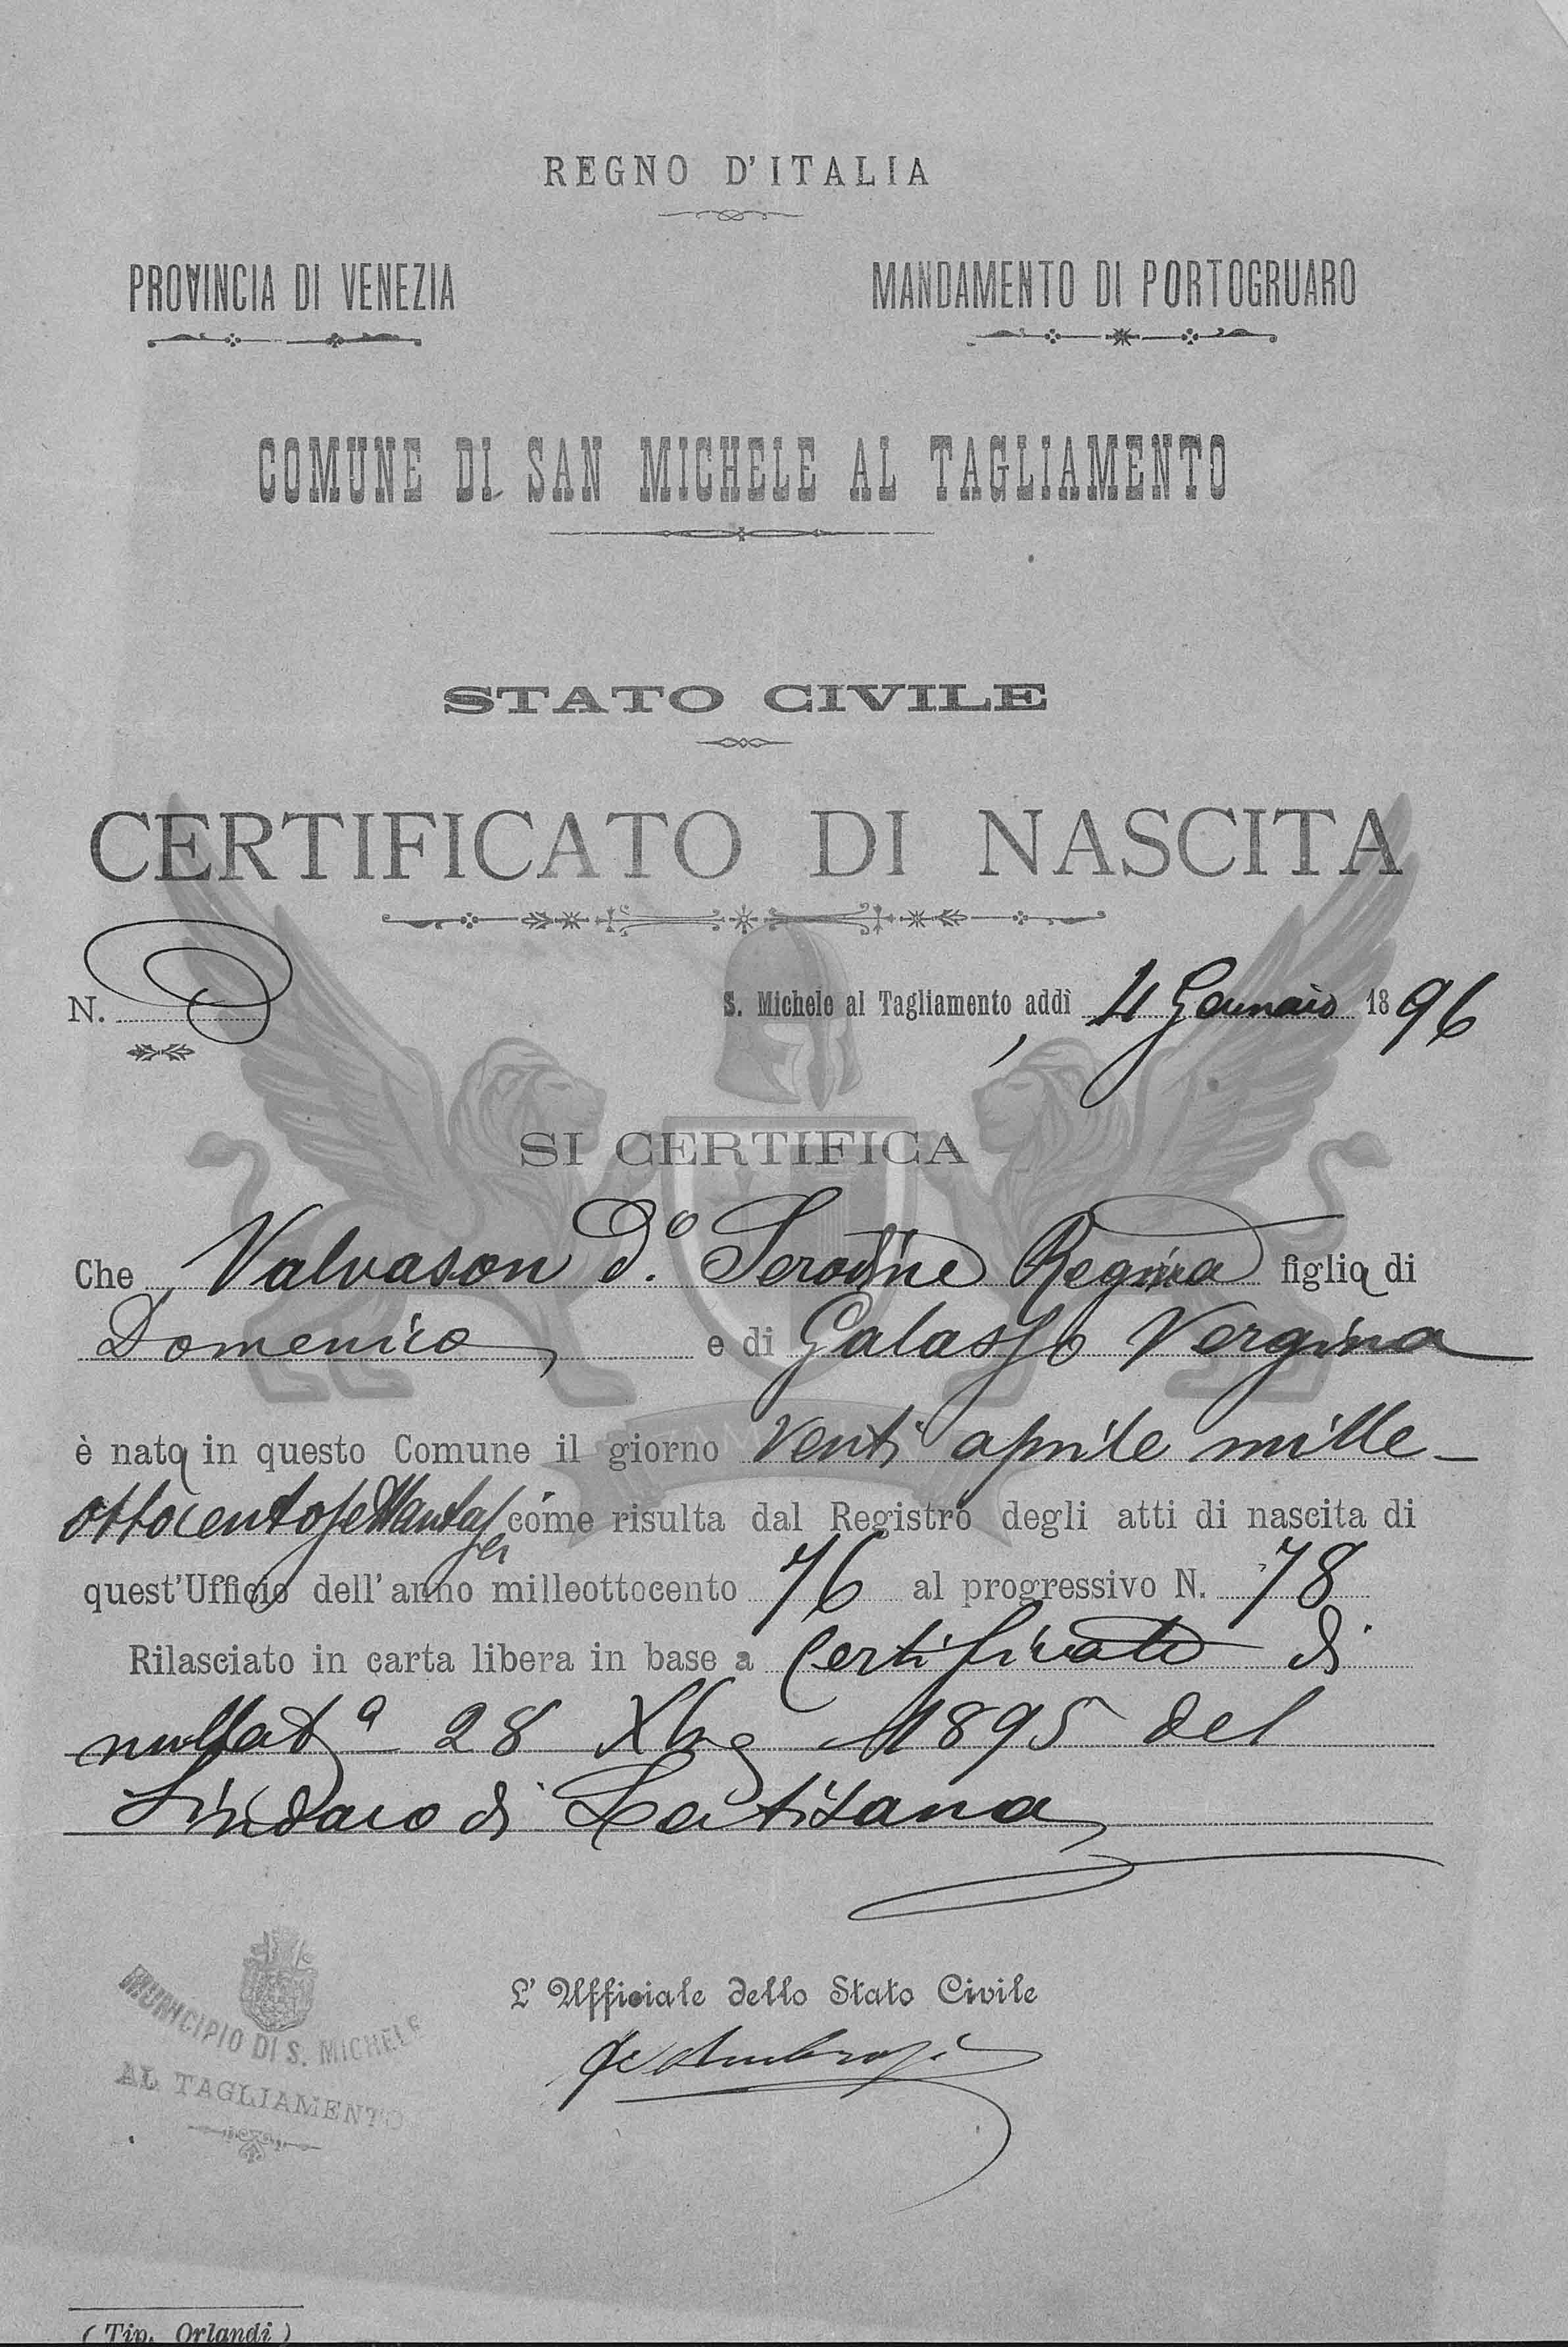 REGNO D'ITALIA
PROVINCIA DI VENEZIA
MANDAMENTO DI PORTOGRUARO
COMUNE DI SAN MICHELE AL TAGLIAMENTO
STATO CIVILE
CERTIFICATO DI NASCITA
N.
S. Michele al Tagliamento addì 4 Gennaio 1896
SI CERTIFICA
Che Valvason d.o Serodine Regina figlia di
Domenico e di Galasso Vergina
è nata in questo Comune il giorno Venti aprile mille
ottocentosettantasei come risulta dal Registro degli atti di nascita di
quest'Ufficio dell'anno milleottocento 76 al progressivo N. 78
Rilasciato in carta libera in base a Certificato di
nullatà 28 Xbre 1895 del
Sindaco di Latisana
MUNICIPIO DI S. MICHELE
AL TAGLIAMENTO
L'Ufficiale dello Stato Civile
(Tip. Orlandi)